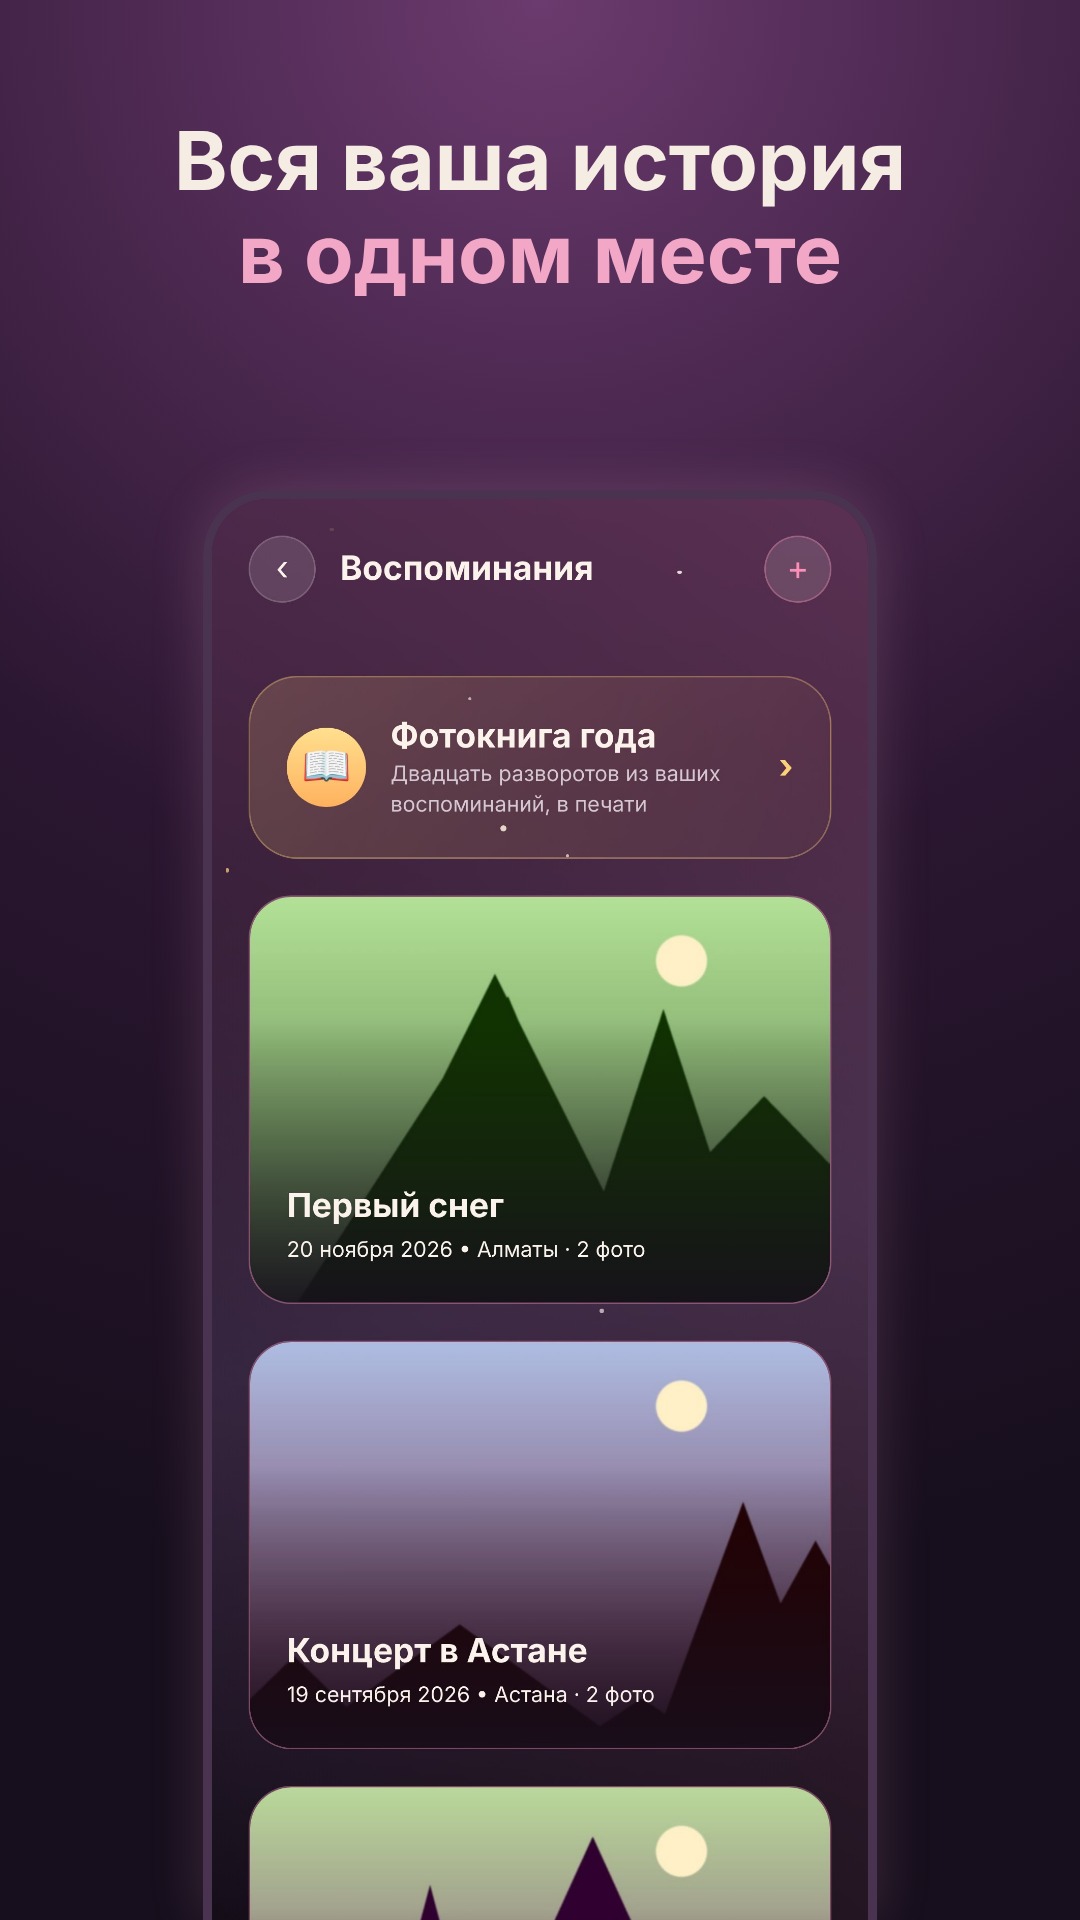 Вся ваша история
в одном месте
‹ Воспоминания +
Фотокнига года
Двадцать разворотов из ваших
воспоминаний, в печати
›
Первый снег
20 ноября 2026 • Алматы · 2 фото
Концерт в Астане
19 сентября 2026 • Астана · 2 фото